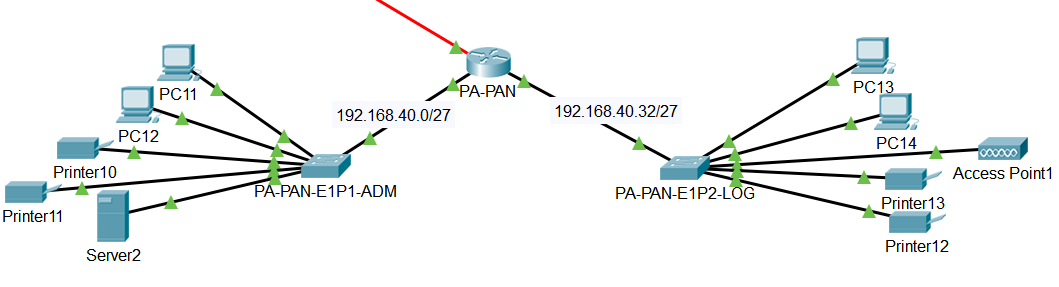 PA-PAN
PC11
192.168.40.0/27
192.168.40.32/27
PC13
PC12
PC14
Printer10
PA-PAN-E1P1-ADM
PA-PAN-E1P2-LOG
Access Point1
Printer11
Printer13
Server2
Printer12